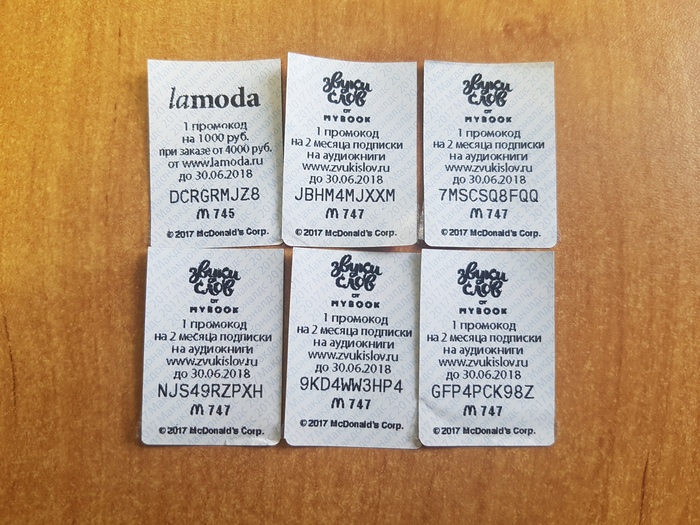 lamoda
1 промокод
на 1000 руб.
при заказе от 4000 руб.
от www.lamoda.ru
до 30.06.2018
DCRGRMJZ8
M 745
© 2017 McDonald's Corp.
звуки
слов
от
MYBOOK
1 промокод
на 2 месяца подписки
на аудиокниги
www.zvukislov.ru
до 30.06.2018
JBHM4MJXXM
M 747
© 2017 McDonald's Corp.
звуки
слов
от
MYBOOK
1 промокод
на 2 месяца подписки
на аудиокниги
www.zvukislov.ru
до 30.06.2018
7MSCSQ8FQQ
M 747
© 2017 McDonald's Corp.
звуки
слов
от
MYBOOK
1 промокод
на 2 месяца подписки
на аудиокниги
www.zvukislov.ru
до 30.06.2018
NJS49RZPXH
M 747
© 2017 McDonald's Corp.
звуки
слов
от
MYBOOK
1 промокод
на 2 месяца подписки
на аудиокниги
www.zvukislov.ru
до 30.06.2018
9KD4WW3HP4
M 747
© 2017 McDonald's Corp.
звуки
слов
от
MYBOOK
1 промокод
на 2 месяца подписки
на аудиокниги
www.zvukislov.ru
до 30.06.2018
GFP4PCK98Z
M 747
© 2017 McDonald's Corp.